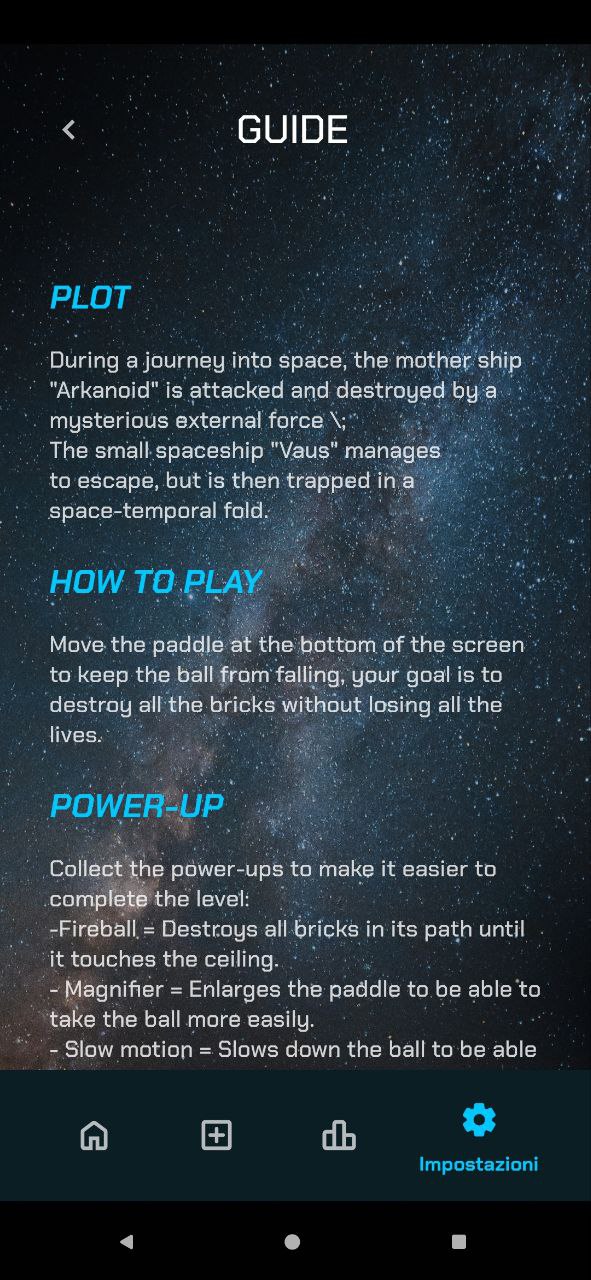 GUIDE
PLOT
During a journey into space, the mother ship
"Arkanoid" is attacked and destroyed by a
mysterious external force \;
The small spaceship "Vaus" manages
to escape, but is then trapped in a
space-temporal fold.
HOW TO PLAY
Move the paddle at the bottom of the screen
to keep the ball from falling, your goal is to
destroy all the bricks without losing all the
lives.
POWER-UP
Collect the power-ups to make it easier to
complete the level:
-Fireball = Destroys all bricks in its path until
it touches the ceiling.
- Magnifier = Enlarges the paddle to be able to
take the ball more easily.
- Slow motion = Slows down the ball to be able
Impostazioni